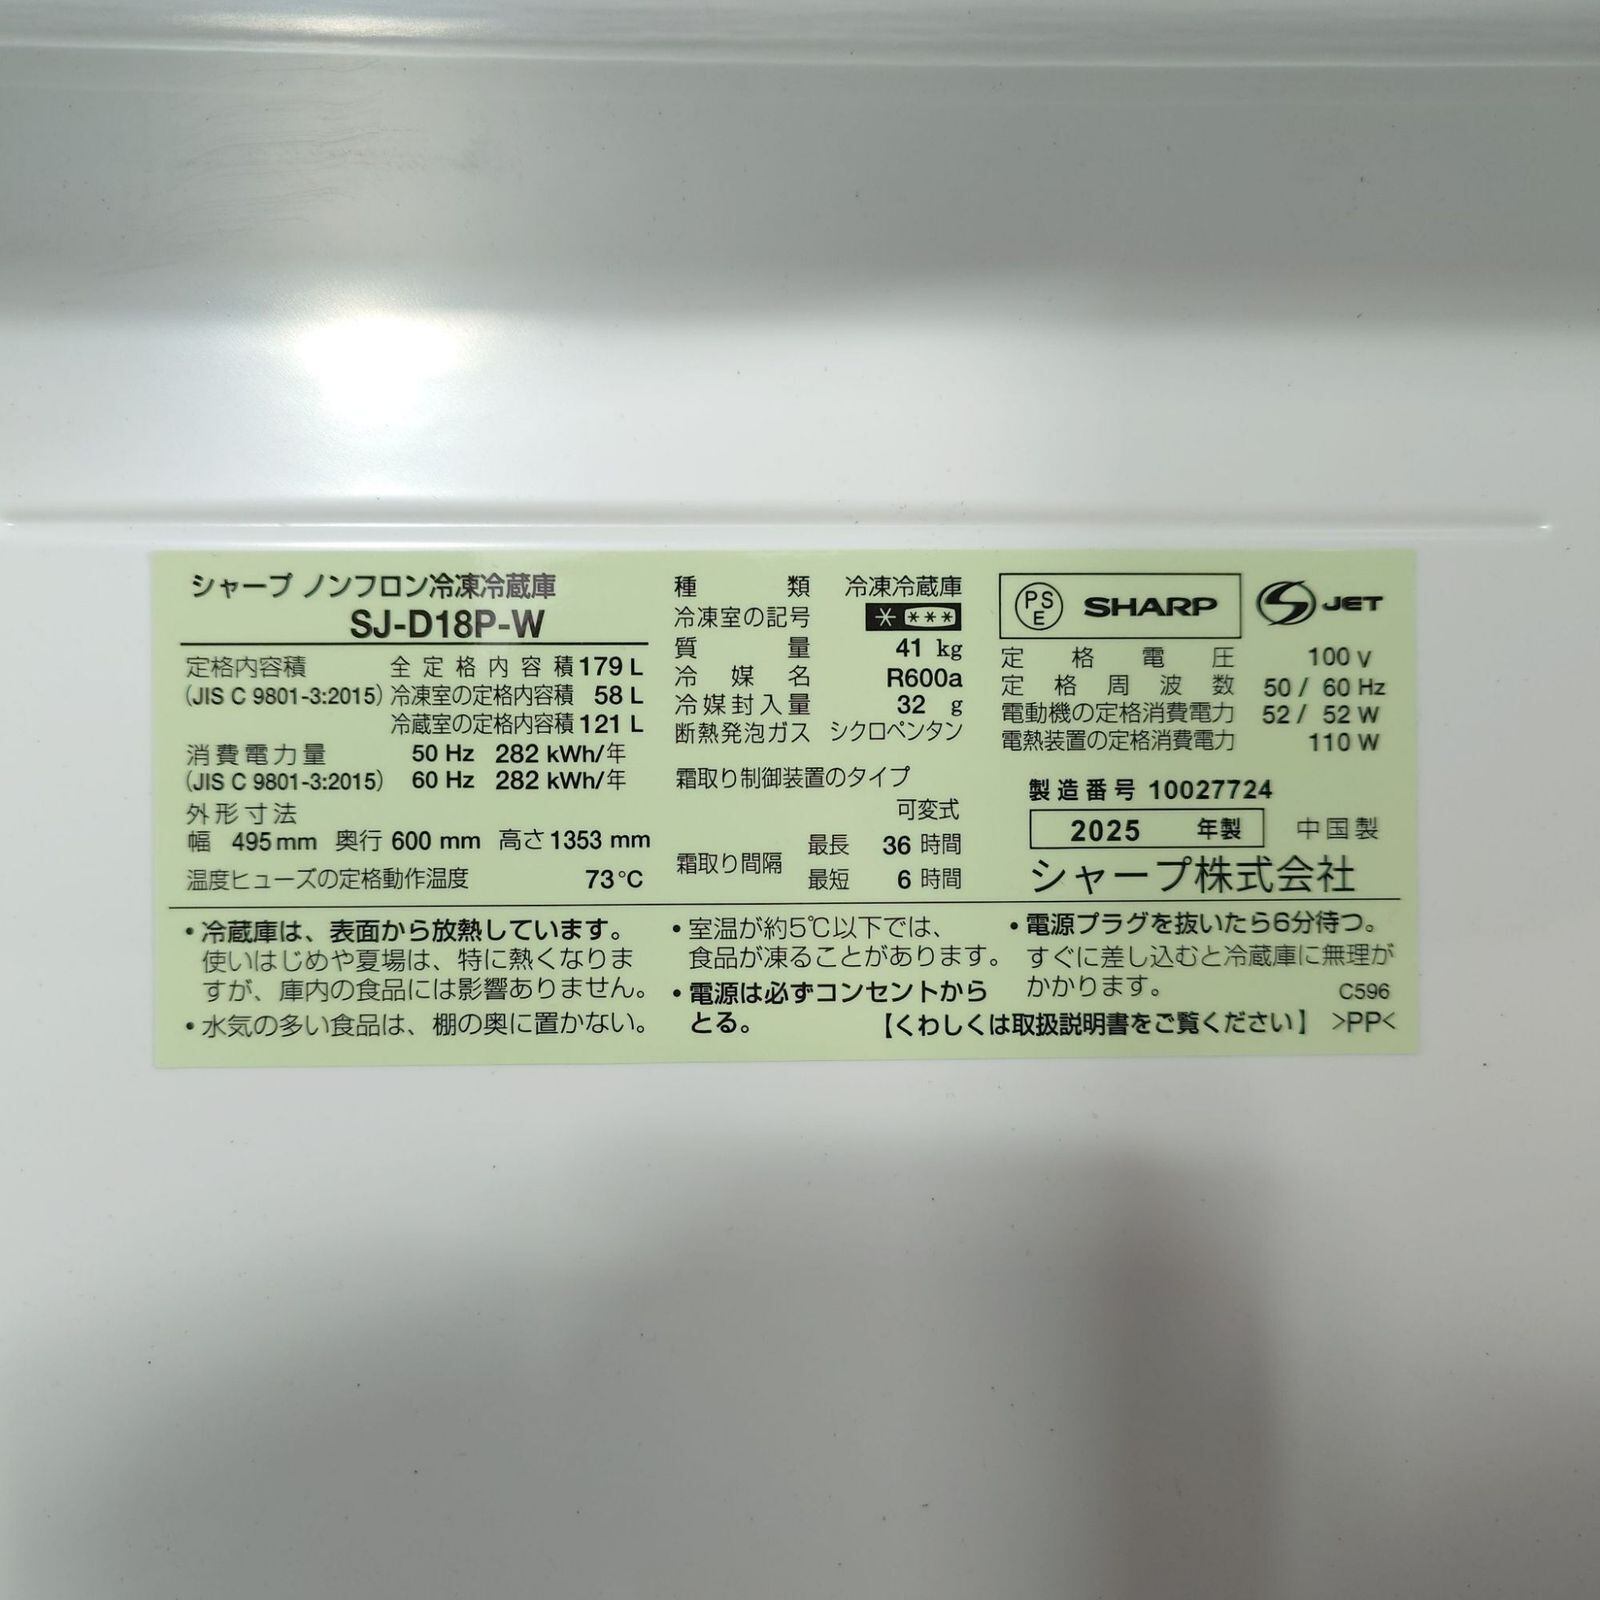 シャープ ノンフロン冷凍冷蔵庫
SJ-D18P-W
定格内容積 全定格内容積 179 L
(JIS C 9801-3:2015) 冷凍室の定格内容積 58 L
冷蔵室の定格内容積 121 L
消費電力量 50 Hz 282 kWh/年
(JIS C 9801-3:2015) 60 Hz 282 kWh/年
外形寸法
幅 495 mm 奥行 600 mm 高さ 1353 mm
温度ヒューズの定格動作温度 73℃
種類 冷凍冷蔵庫
冷凍室の記号 * ***
質量 41 kg
冷媒名 R600a
冷媒封入量 32 g
断熱発泡ガス シクロペンタン
霜取り制御装置のタイプ
可変式
霜取り間隔 最長 36 時間
最短 6 時間
PSE SHARP S JET
定格電圧 100 V
定格周波数 50 / 60 Hz
電動機の定格消費電力 52 / 52 W
電熱装置の定格消費電力 110 W
製造番号 10027724
2025 年製 中国製
シャープ株式会社
・冷蔵庫は、表面から放熱しています。
使いはじめや夏場は、特に熱くなりま
すが、庫内の食品には影響ありません。
・水気の多い食品は、棚の奥に置かない。
・室温が約5℃以下では、
食品が凍ることがあります。
・電源は必ずコンセントから
とる。
・電源プラグを抜いたら6分待つ。
すぐに差し込むと冷蔵庫に無理が
かかります。 C596
【くわしくは取扱説明書をご覧ください】 >PP<